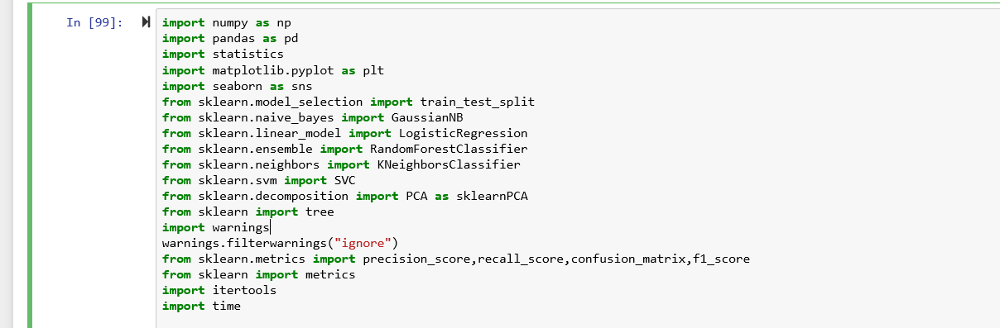 In [99]:
import numpy as np
import pandas as pd
import statistics
import matplotlib.pyplot as plt
import seaborn as sns
from sklearn.model_selection import train_test_split
from sklearn.naive_bayes import GaussianNB
from sklearn.linear_model import LogisticRegression
from sklearn.ensemble import RandomForestClassifier
from sklearn.neighbors import KNeighborsClassifier
from sklearn.svm import SVC
from sklearn.decomposition import PCA as sklearnPCA
from sklearn import tree
import warnings
warnings.filterwarnings("ignore")
from sklearn.metrics import precision_score,recall_score,confusion_matrix,f1_score
from sklearn import metrics
import itertools
import time